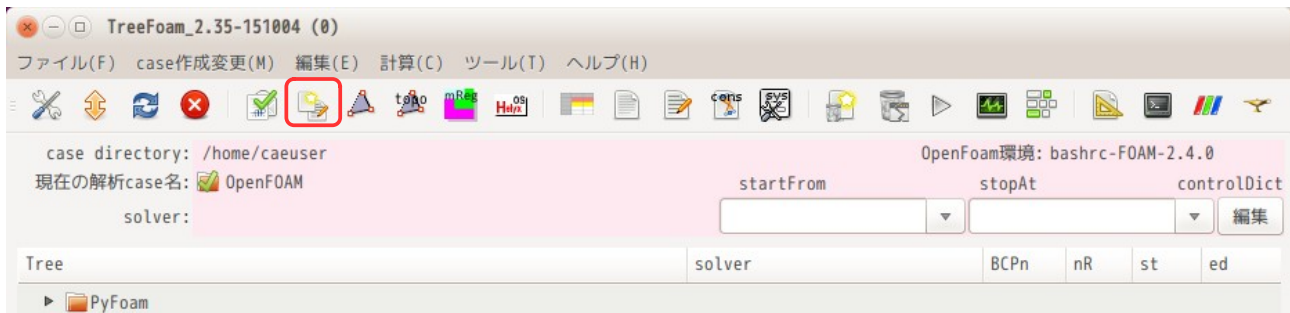 TreeFoam_2.35-151004 (0)
ファイル(F) case作成変更(M) 編集(E) 計算(C) ツール(T) ヘルプ(H)
topo mReg Helyx OS cons sys
case directory: /home/caeuser OpenFoam環境: bashrc-FOAM-2.4.0
現在の解析case名: OpenFOAM startFrom stopAt controlDict
solver: 編集
Tree solver BCPn nR st ed
PyFoam